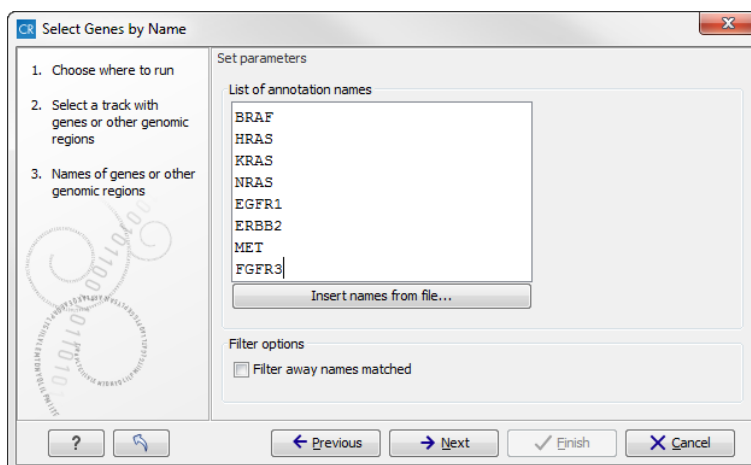 CR Select Genes by Name
X
1. Choose where to run
2. Select a track with
genes or other genomic
regions
3. Names of genes or other
genomic regions
Set parameters
List of annotation names
BRAF
HRAS
KRAS
NRAS
EGFR1
ERBB2
MET
FGFR3
Insert names from file...
Filter options
Filter away names matched
? Previous Next Finish Cancel